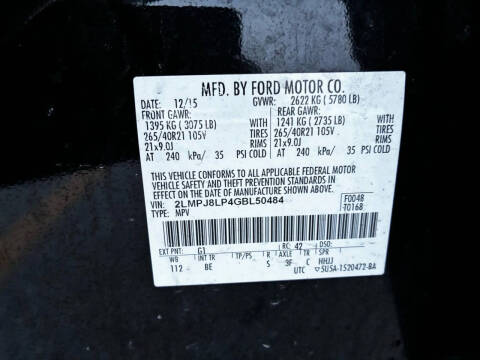 MFD. BY FORD MOTOR CO.
DATE: 12/15 GVWR: 2622 KG ( 5780 LB)
FRONT GAWR: REAR GAWR:
1395 KG ( 3075 LB) 1241 KG ( 2735 LB)
265/40R21 105V TIRES 265/40R21 105V TIRES
21x9.0J RIMS 21x9.0J RIMS
AT 240 kPa/ 35 PSI COLD AT 240 kPa/ 35 PSI COLD
THIS VEHICLE CONFORMS TO ALL APPLICABLE FEDERAL MOTOR
VEHICLE SAFETY AND THEFT PREVENTION STANDARDS IN
EFFECT ON THE DATE OF MANUFACTURE SHOWN ABOVE.
VIN: 2LMPJ8LP4GBL50484 F0048
TYPE: MPV T0168
EXT PNT: G1 RC: 42 DSO:
WB INT TR TP/PS R AXLE TR SPR
112 BE S 3F C HHJJ
UTC 5U5A-1520472-BA